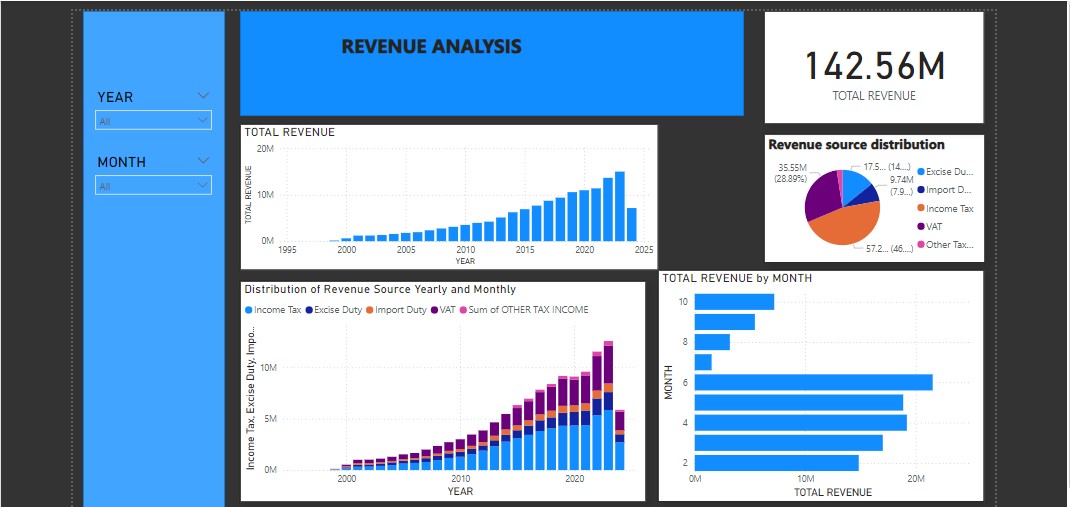 YEAR
All
MONTH
All
REVENUE ANALYSIS
142.56M
TOTAL REVENUE
TOTAL REVENUE
20M
10M
0M
TOTAL REVENUE
1995 2000 2005 2010 2015 2020 2025
YEAR
Revenue source distribution
35.55M
(28.89%)
17.5... (14....)
9.74M
(7.9...)
57.2... (46....)
Excise Du...
Import D...
Income Tax
VAT
Other Tax...
Distribution of Revenue Source Yearly and Monthly
Income Tax Excise Duty Import Duty VAT Sum of OTHER TAX INCOME
10M
5M
0M
Income Tax, Excise Duty, Impo...
2000 2010 2020
YEAR
TOTAL REVENUE by MONTH
10
8
6
4
2
MONTH
0M 10M 20M
TOTAL REVENUE